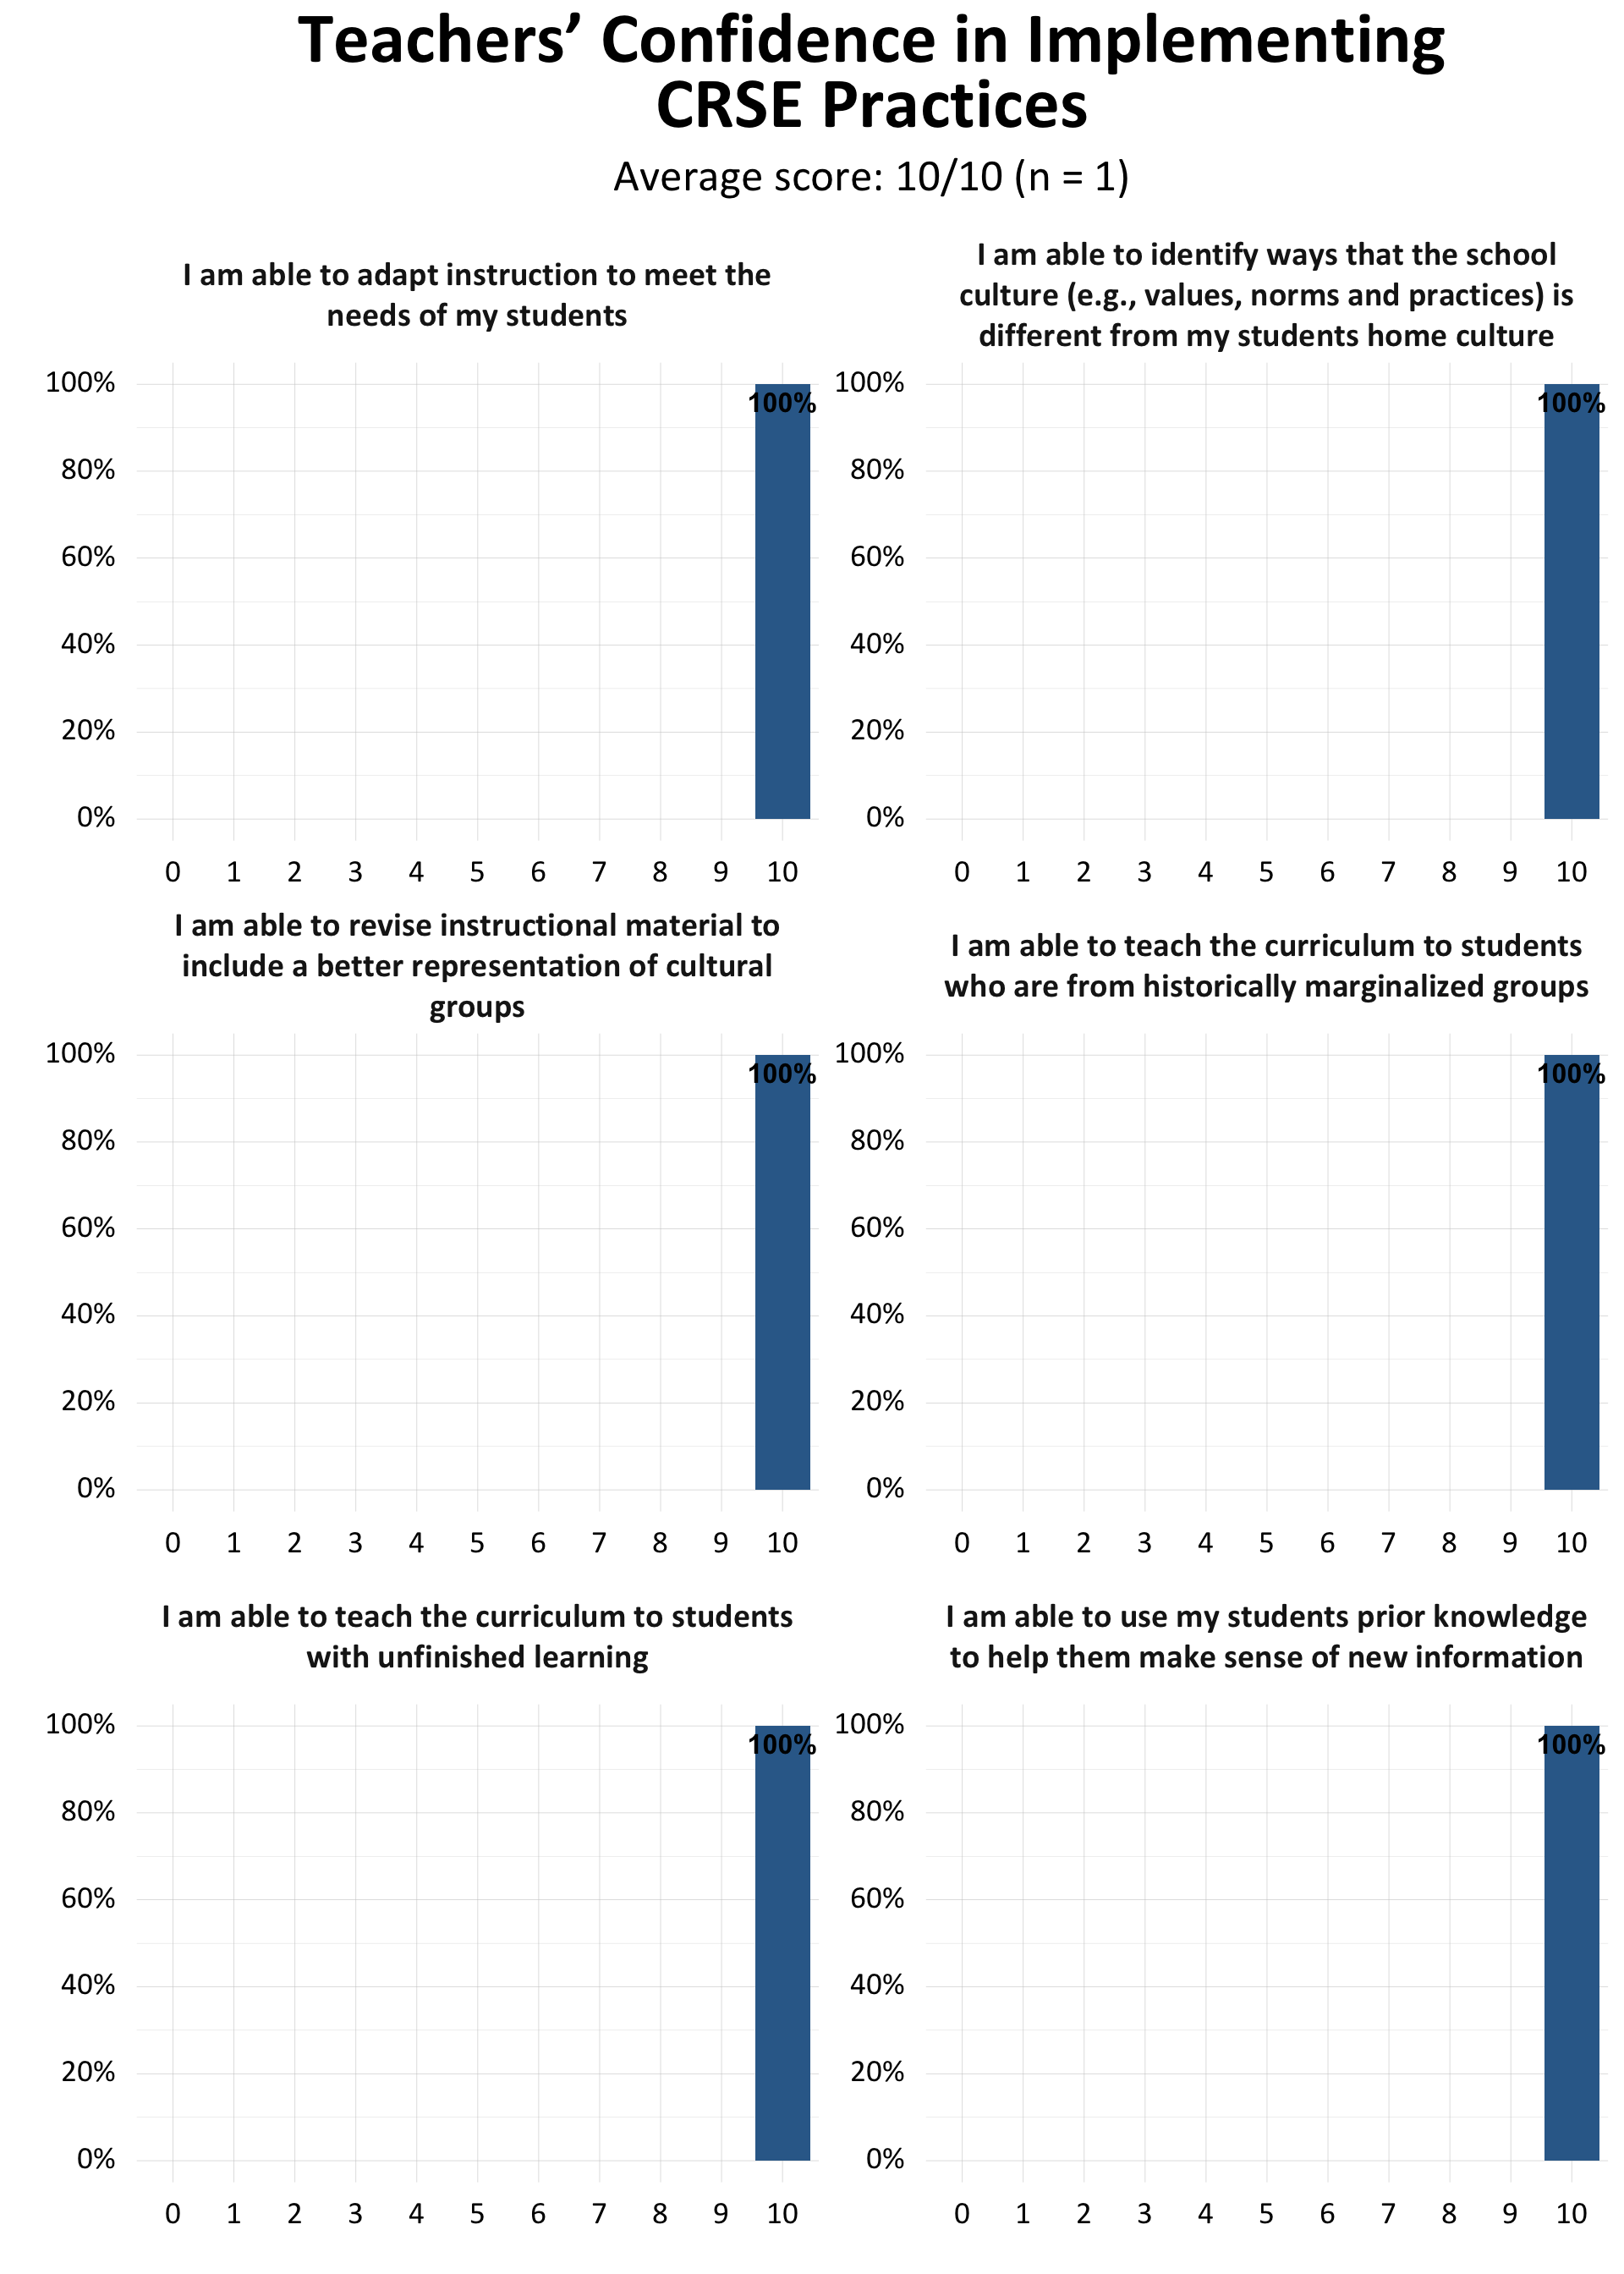 Teachers’ Confidence in Implementing
CRSE Practices
Average score: 10/10 (n = 1)
I am able to adapt instruction to meet the
needs of my students
100%
80%
60%
40%
20%
0%
100%
0 1 2 3 4 5 6 7 8 9 10
I am able to identify ways that the school
culture (e.g., values, norms and practices) is
different from my students home culture
100%
80%
60%
40%
20%
0%
100%
0 1 2 3 4 5 6 7 8 9 10
I am able to revise instructional material to
include a better representation of cultural
groups
100%
80%
60%
40%
20%
0%
100%
0 1 2 3 4 5 6 7 8 9 10
I am able to teach the curriculum to students
who are from historically marginalized groups
100%
80%
60%
40%
20%
0%
100%
0 1 2 3 4 5 6 7 8 9 10
I am able to teach the curriculum to students
with unfinished learning
100%
80%
60%
40%
20%
0%
100%
0 1 2 3 4 5 6 7 8 9 10
I am able to use my students prior knowledge
to help them make sense of new information
100%
80%
60%
40%
20%
0%
100%
0 1 2 3 4 5 6 7 8 9 10